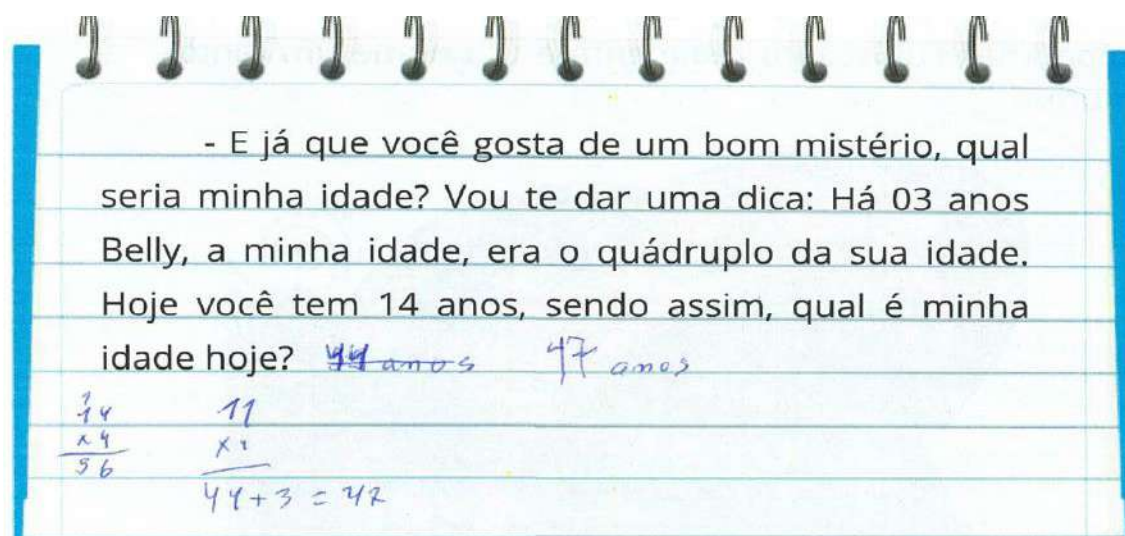 - E já que você gosta de um bom mistério, qual
seria minha idade? Vou te dar uma dica: Há 03 anos
Belly, a minha idade, era o quádruplo da sua idade.
Hoje você tem 14 anos, sendo assim, qual é minha
idade hoje? 44 anos 47 anos
14 11
x 4 x
56
44+3 = 47